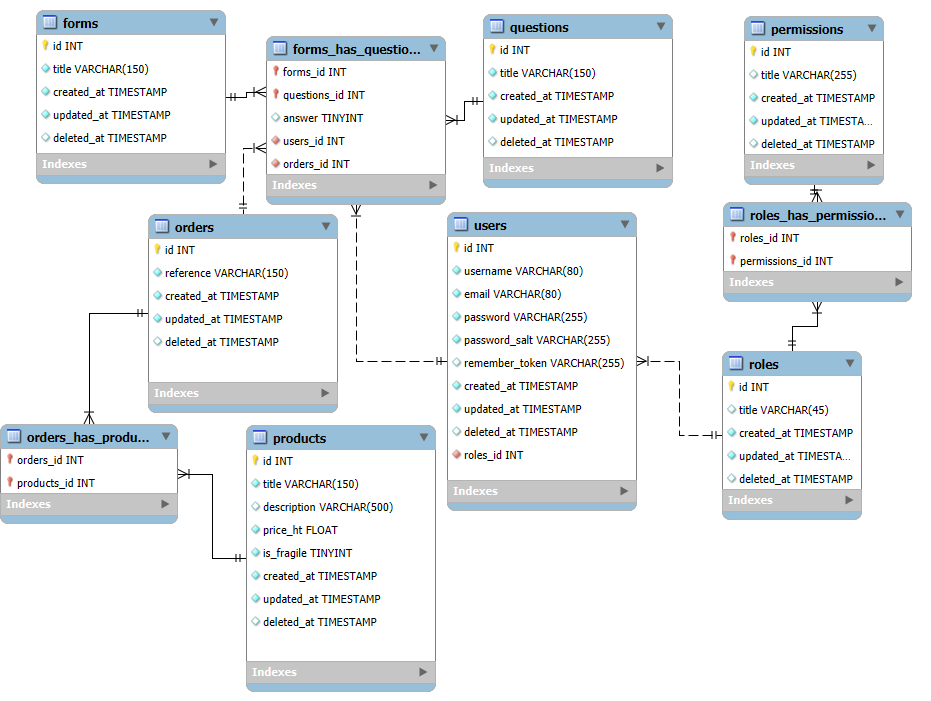 forms
id INT
title VARCHAR(150)
created_at TIMESTAMP
updated_at TIMESTAMP
deleted_at TIMESTAMP
Indexes
forms_has_questio...
forms_id INT
questions_id INT
answer TINYINT
users_id INT
orders_id INT
Indexes
questions
id INT
title VARCHAR(150)
created_at TIMESTAMP
updated_at TIMESTAMP
deleted_at TIMESTAMP
Indexes
permissions
id INT
title VARCHAR(255)
created_at TIMESTAMP
updated_at TIMESTA...
deleted_at TIMESTAMP
Indexes
orders
id INT
reference VARCHAR(150)
created_at TIMESTAMP
updated_at TIMESTAMP
deleted_at TIMESTAMP
Indexes
users
id INT
username VARCHAR(80)
email VARCHAR(80)
password VARCHAR(255)
password_salt VARCHAR(255)
remember_token VARCHAR(255)
created_at TIMESTAMP
updated_at TIMESTAMP
deleted_at TIMESTAMP
roles_id INT
Indexes
roles_has_permissio...
roles_id INT
permissions_id INT
Indexes
roles
id INT
title VARCHAR(45)
created_at TIMESTAMP
updated_at TIMESTA...
deleted_at TIMESTAMP
Indexes
orders_has_produ...
orders_id INT
products_id INT
Indexes
products
id INT
title VARCHAR(150)
description VARCHAR(500)
price_ht FLOAT
is_fragile TINYINT
created_at TIMESTAMP
updated_at TIMESTAMP
deleted_at TIMESTAMP
Indexes